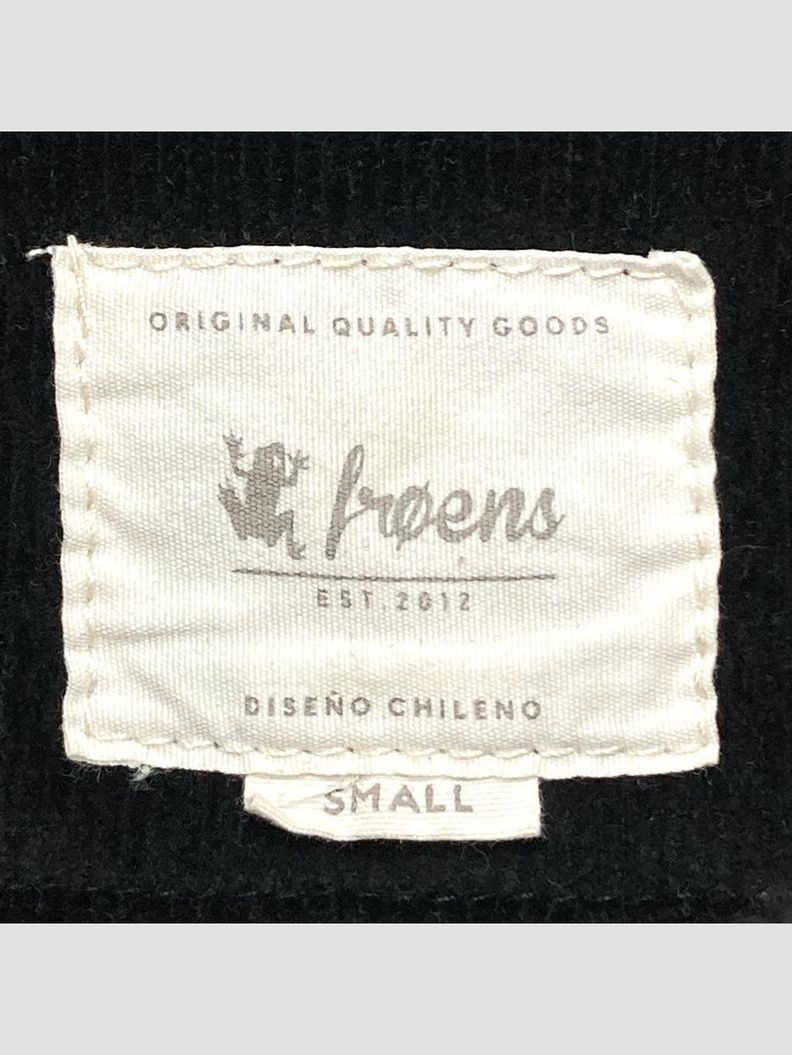 ORIGINAL QUALITY GOODS
frøens
EST.2012
DISEÑO CHILENO
SMALL